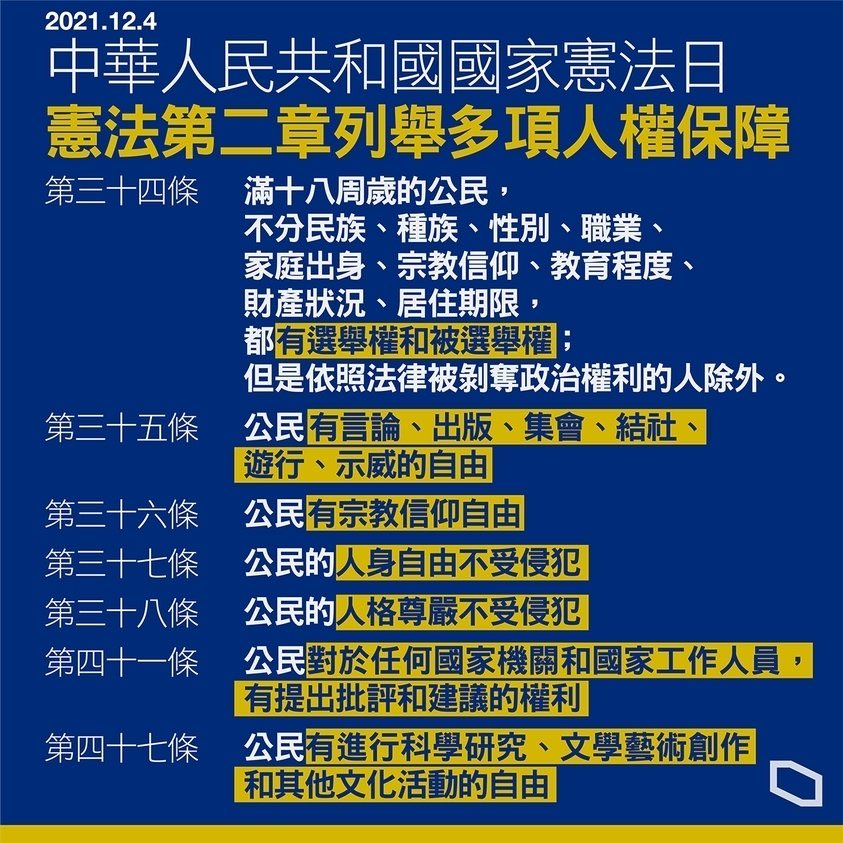 2021.12.4
中華人民共和國國家憲法日
憲法第二章列舉多項人權保障
第三十四條 滿十八周歲的公民，
不分民族、種族、性別、職業、
家庭出身、宗教信仰、教育程度、
財產狀況、居住期限，
都有選舉權和被選舉權；
但是依照法律被剝奪政治權利的人除外。
第三十五條 公民有言論、出版、集會、結社、
遊行、示威的自由
第三十六條 公民有宗教信仰自由
第三十七條 公民的人身自由不受侵犯
第三十八條 公民的人格尊嚴不受侵犯
第四十一條 公民對於任何國家機關和國家工作人員，
有提出批評和建議的權利
第四十七條 公民有進行科學研究、文學藝術創作
和其他文化活動的自由